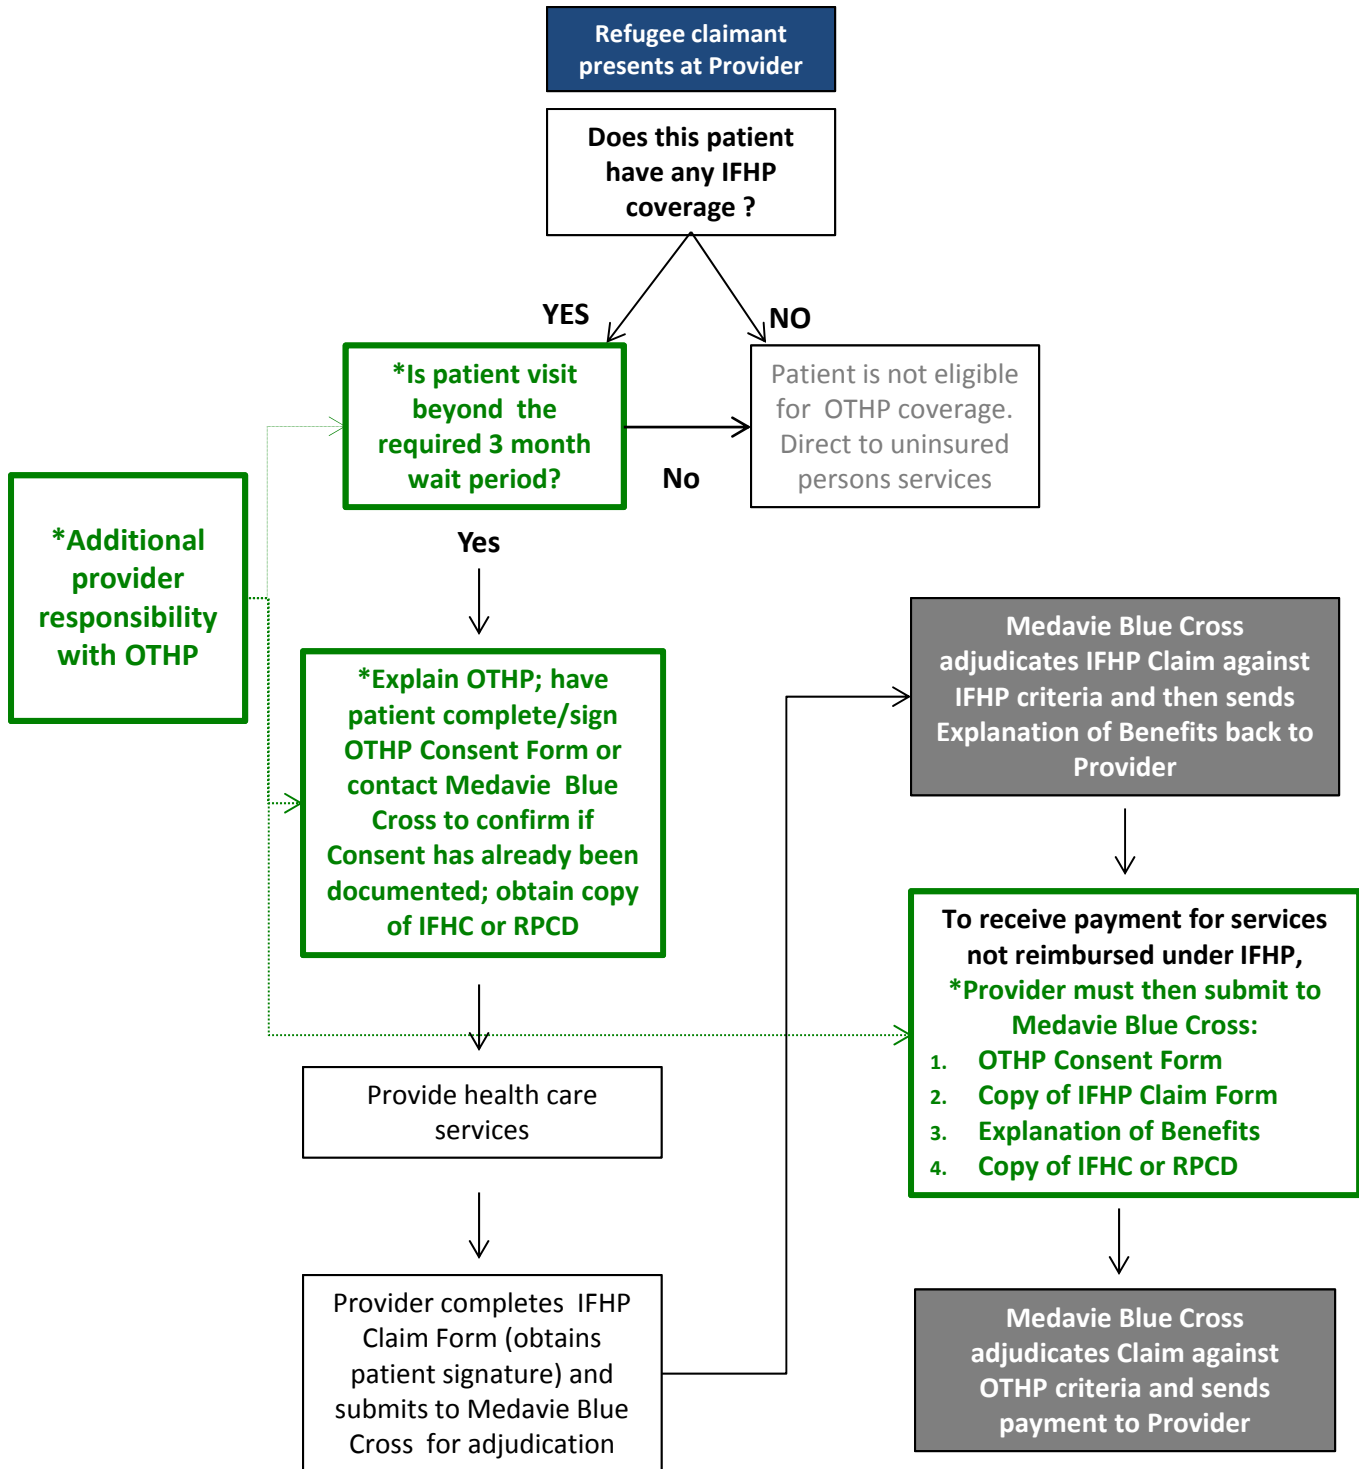 Refugee claimant
presents at Provider
Does this patient
have any IFHP
coverage ?
YES
NO
*Is patient visit
beyond the
required 3 month
wait period?
No
Patient is not eligible
for OTHP coverage.
Direct to uninsured
persons services
*Additional
provider
responsibility
with OTHP
Yes
*Explain OTHP; have
patient complete/sign
OTHP Consent Form or
contact Medavie Blue
Cross to confirm if
Consent has already been
documented; obtain copy
of IFHC or RPCD
Provide health care
services
Provider completes IFHP
Claim Form (obtains
patient signature) and
submits to Medavie Blue
Cross for adjudication
Medavie Blue Cross
adjudicates IFHP Claim against
IFHP criteria and then sends
Explanation of Benefits back to
Provider
To receive payment for services
not reimbursed under IFHP,
*Provider must then submit to
Medavie Blue Cross:
1. OTHP Consent Form
2. Copy of IFHP Claim Form
3. Explanation of Benefits
4. Copy of IFHC or RPCD
Medavie Blue Cross
adjudicates Claim against
OTHP criteria and sends
payment to Provider